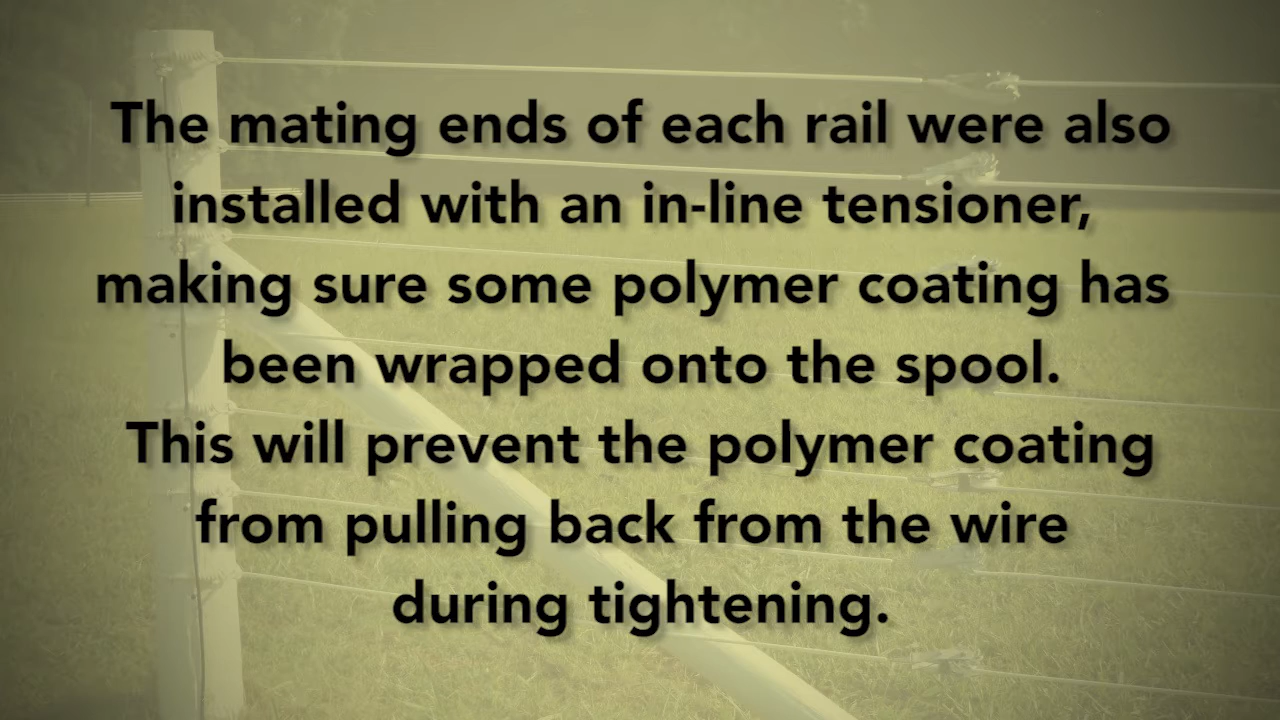 The mating ends of each rail were also
installed with an in-line tensioner,
making sure some polymer coating has
been wrapped onto the spool.
This will prevent the polymer coating
from pulling back from the wire
during tightening.